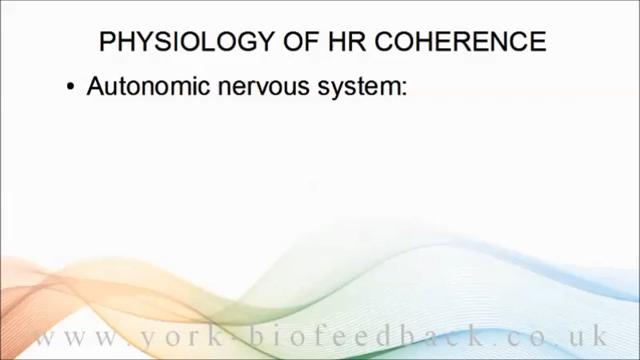 PHYSIOLOGY OF HR COHERENCE
• Autonomic nervous system:
www.york-biofeedback.co.uk